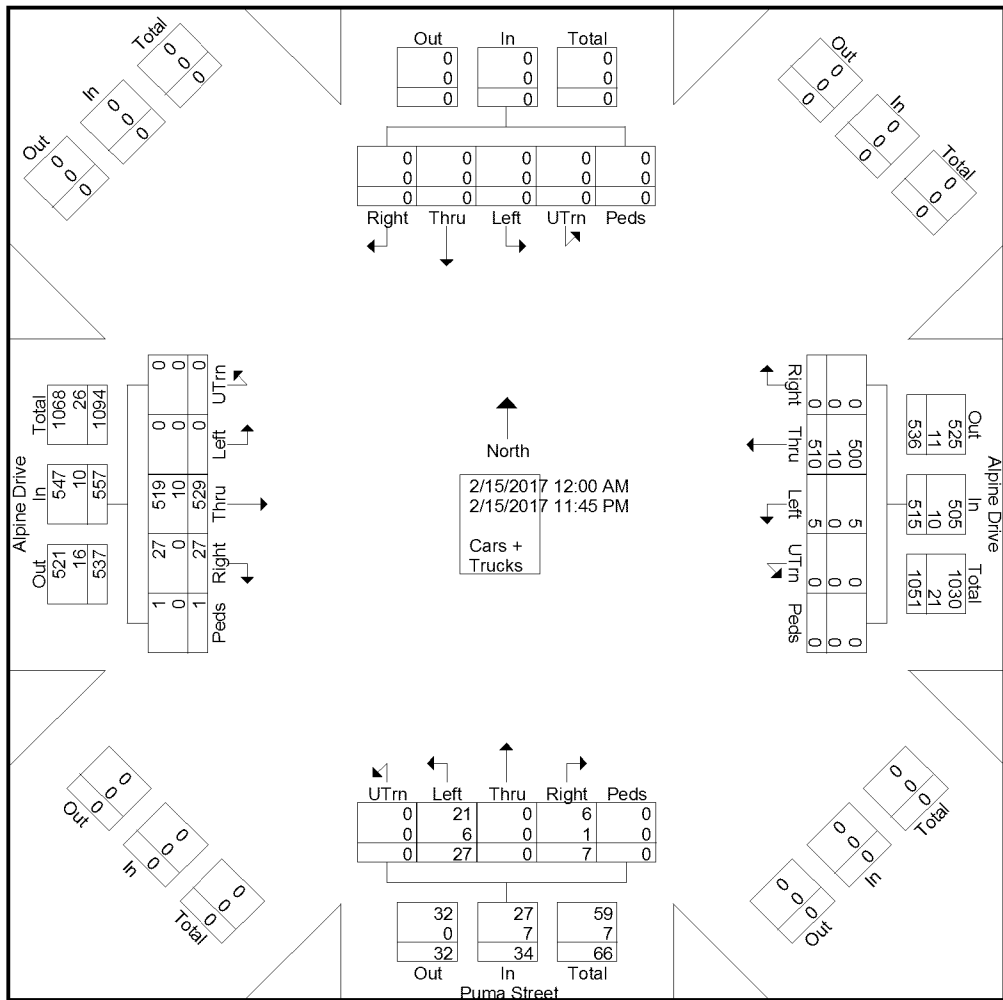 Out In Total
0 0 0
0 0 0
0 0 0
0 0 0 0 0
0 0 0 0 0
0 0 0 0 0
Right Thru Left UTrn Peds
Total
0
0
0
In
0
0
0
Out
0
0
0
Out
0
0
0
In
0
0
0
Total
0
0
0
Alpine Drive
Total
1068
26
1094
In
547
10
557
Out
521
16
537
0 0 519 27 1
0 0 10 0 0
0 0 529 27 1
UTrn Left Thru Right Peds
North
2/15/2017 12:00 AM
2/15/2017 11:45 PM
Cars +
Trucks
Right Thru Left UTrn Peds
0 500 5 0 0
0 10 0 0 0
0 510 5 0 0
Out
525
11
536
In
505
10
515
Total
1030
21
1051
Alpine Drive
Out
0
0
0
In
0
0
0
Total
0
0
0
Total
0
0
0
In
0
0
0
Out
0
0
0
UTrn Left Thru Right Peds
0 21 0 6 0
0 6 0 1 0
0 27 0 7 0
32 27 59
0 7 7
32 34 66
Out In Total
Puma Street